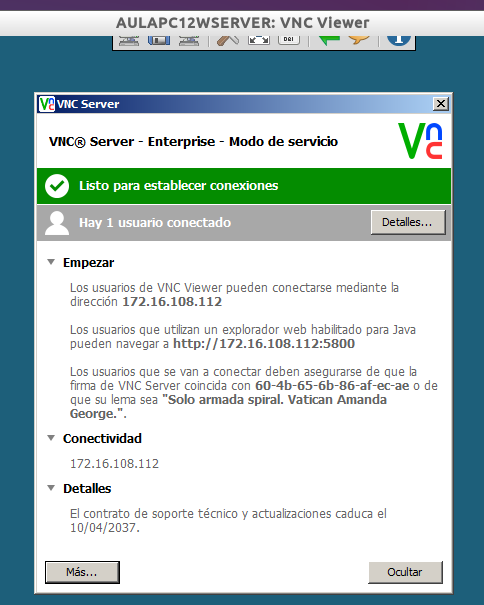 AULAPC12WSERVER: VNC Viewer
VNC Server
VNC® Server - Enterprise - Modo de servicio
Listo para establecer conexiones
Hay 1 usuario conectado
Detalles...
Empezar
Los usuarios de VNC Viewer pueden conectarse mediante la
dirección 172.16.108.112
Los usuarios que utilizan un explorador web habilitado para Java
pueden navegar a http://172.16.108.112:5800
Los usuarios que se van a conectar deben asegurarse de que la
firma de VNC Server coincida con 60-4b-65-6b-86-af-ec-ae o de
que su lema sea "Solo armada spiral. Vatican Amanda
George.".
Conectividad
172.16.108.112
Detalles
El contrato de soporte técnico y actualizaciones caduca el
10/04/2037.
Más...
Ocultar